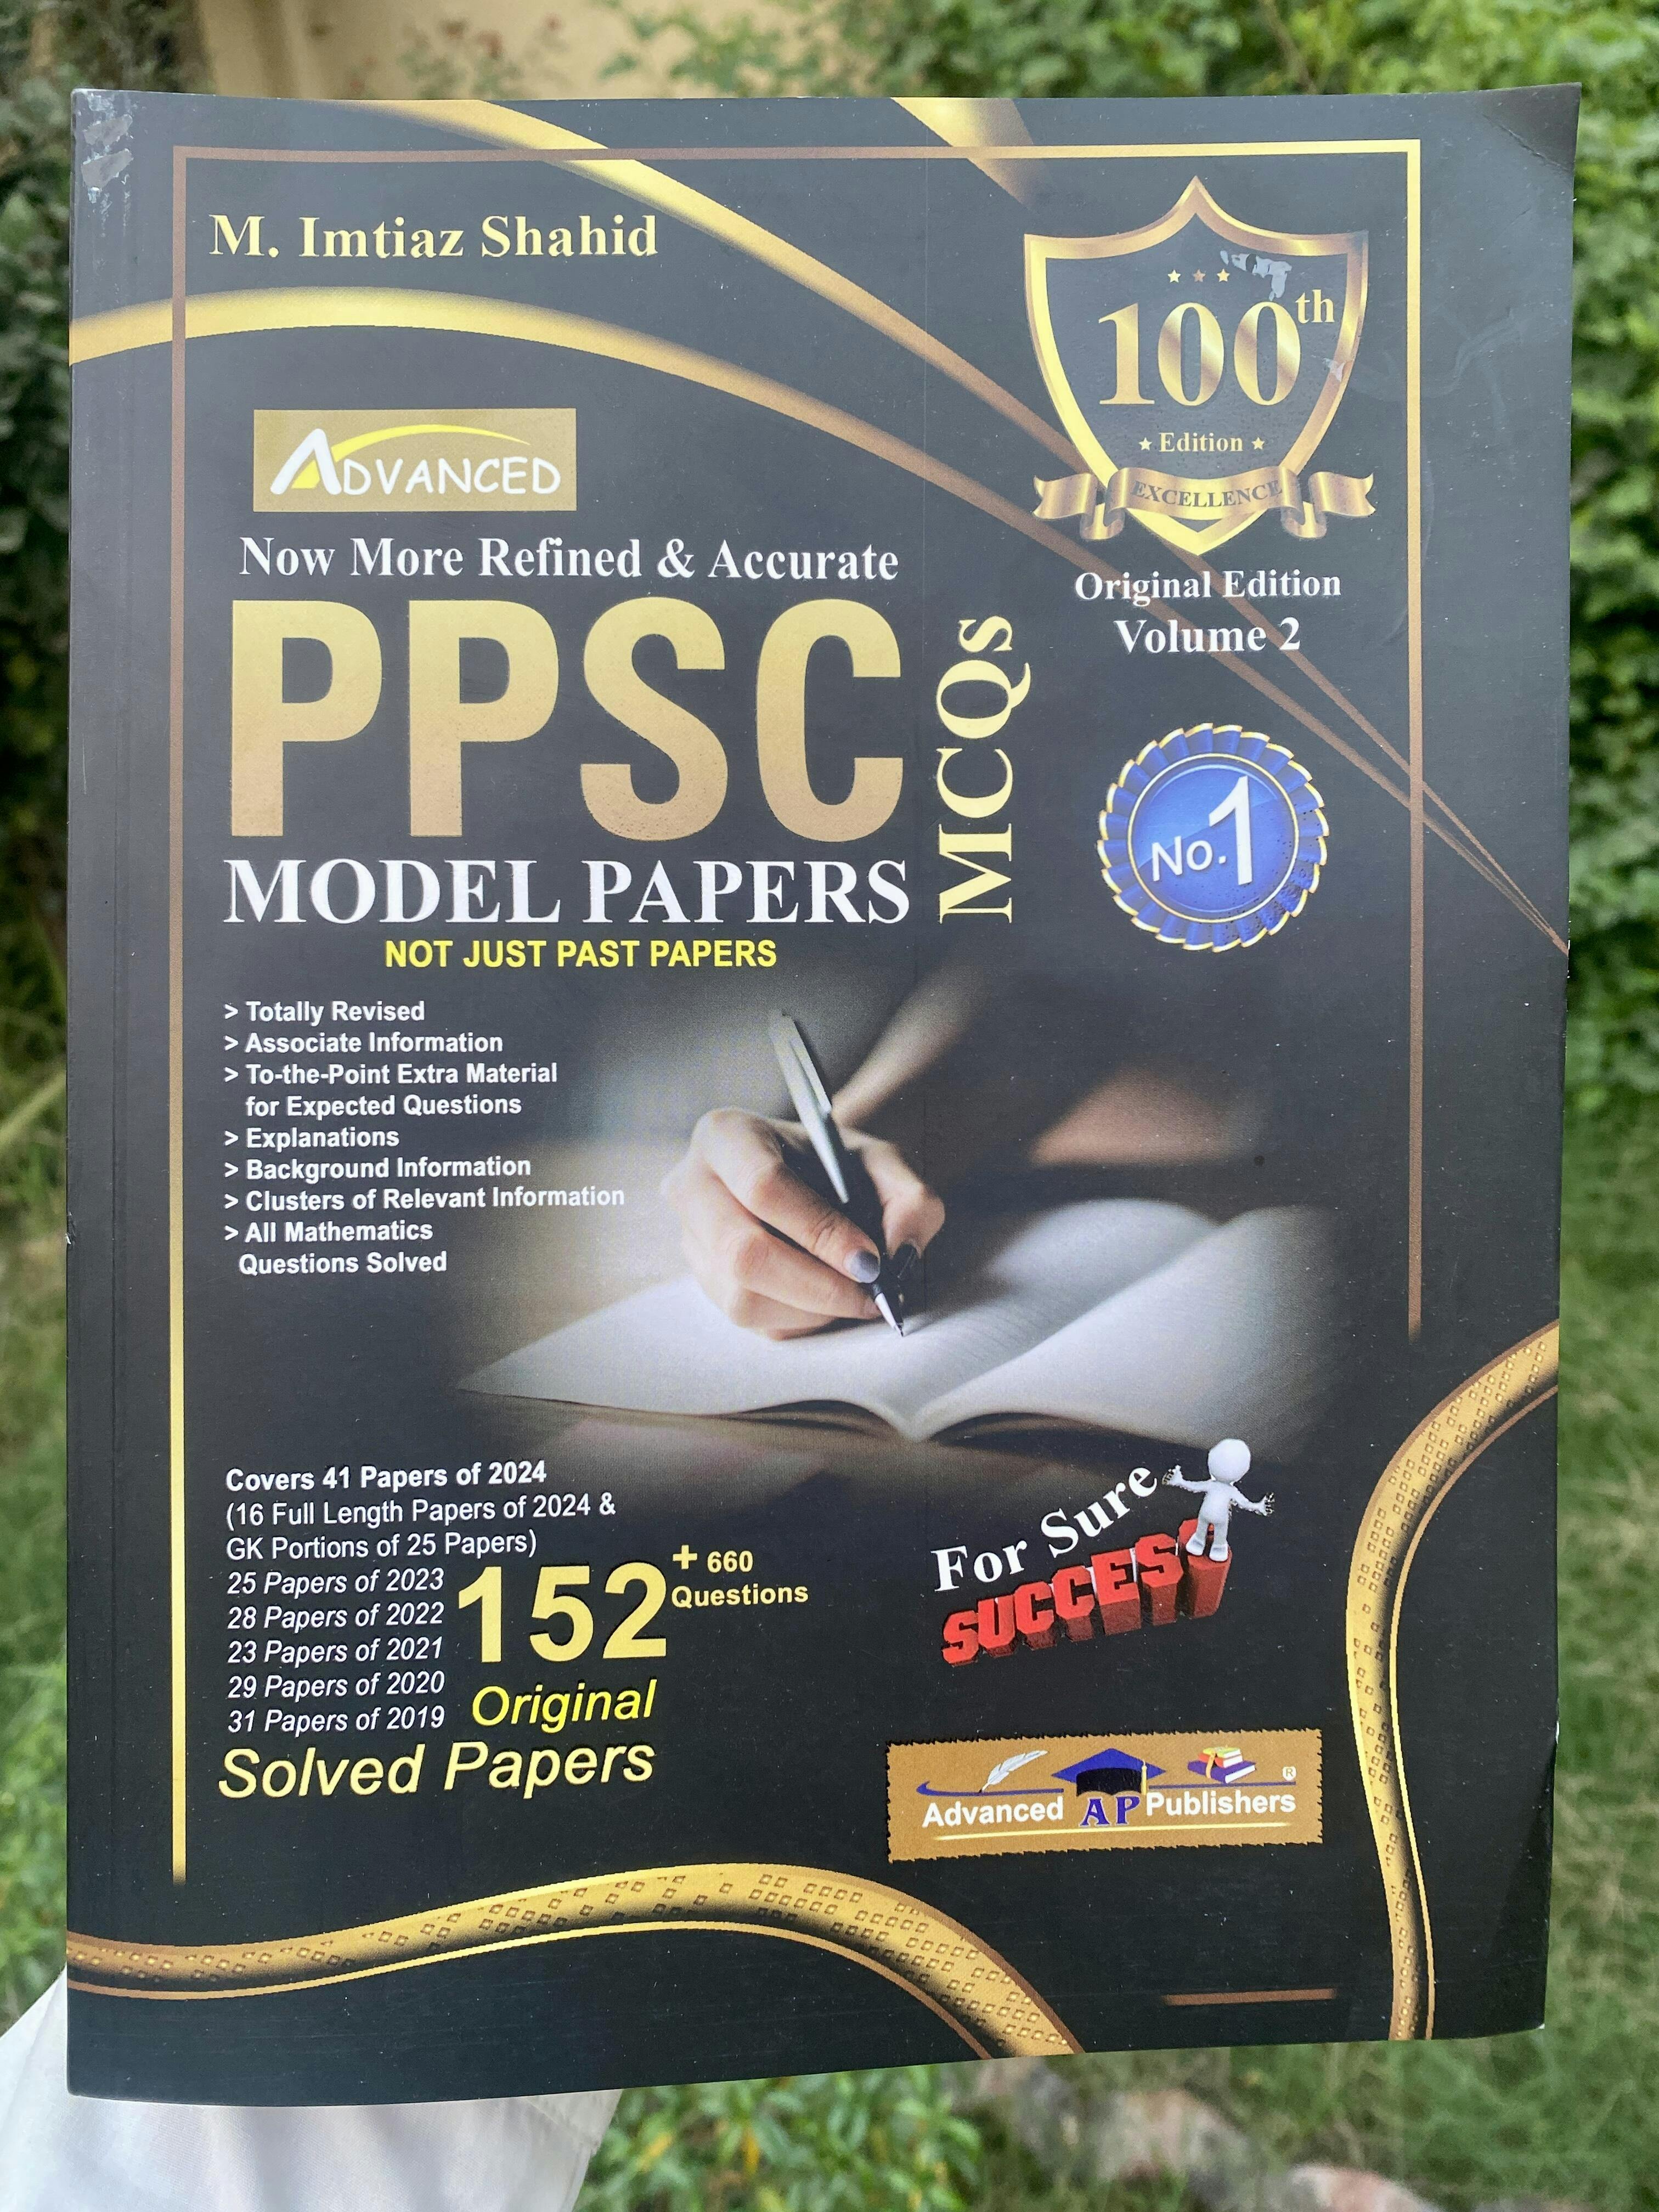 M. Imtiaz Shahid
100th
Edition
EXCELLENCE
Original Edition
Volume 2
ADVANCED
Now More Refined & Accurate
PPSC
MCQs
MODEL PAPERS
NOT JUST PAST PAPERS
No.1
> Totally Revised
> Associate Information
> To-the-Point Extra Material
for Expected Questions
> Explanations
> Background Information
> Clusters of Relevant Information
> All Mathematics
Questions Solved
Covers 41 Papers of 2024
(16 Full Length Papers of 2024 &
GK Portions of 25 Papers)
25 Papers of 2023
28 Papers of 2022
23 Papers of 2021
29 Papers of 2020
31 Papers of 2019
152 + 660
Questions
Original
Solved Papers
For Sure
SUCCESS
Advanced AP Publishers ®